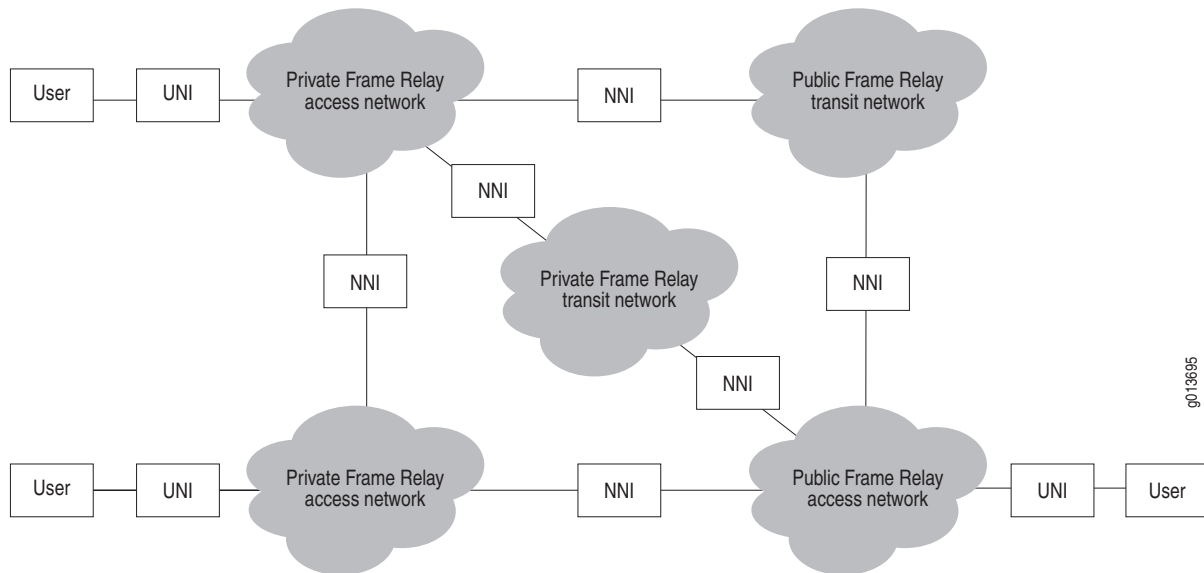 User
UNI
Private Frame Relay
access network
NNI
Public Frame Relay
transit network
NNI
NNI
Private Frame Relay
transit network
NNI
NNI
g013695
User
UNI
Private Frame Relay
access network
NNI
Public Frame Relay
access network
UNI
User